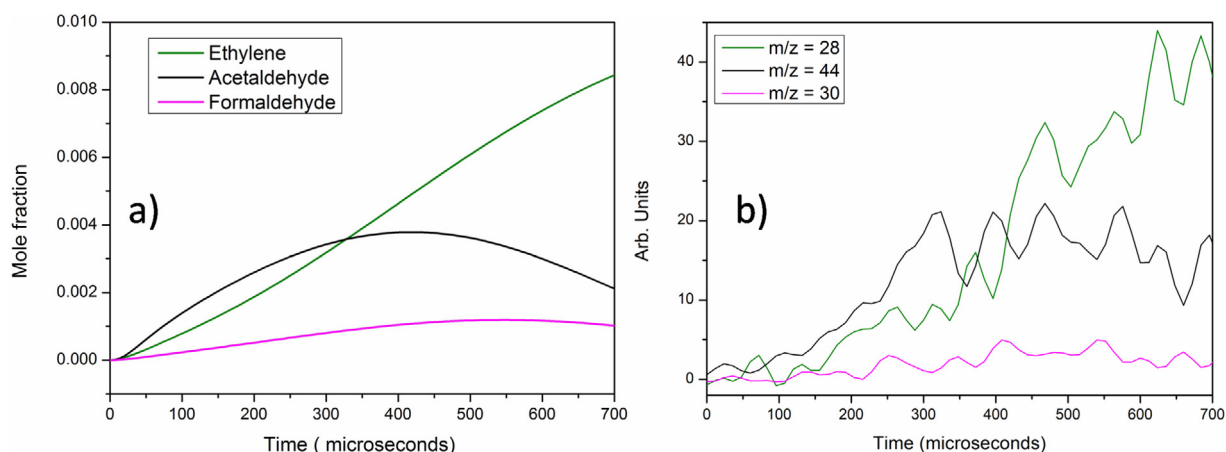 Ethylene
Acetaldehyde
Formaldehyde
a)
Mole fraction
0.010
0.008
0.006
0.004
0.002
0.000
0 100 200 300 400 500 600 700
Time ( microseconds)
m/z = 28
m/z = 44
m/z = 30
b)
Arb. Units
40
30
20
10
0
0 100 200 300 400 500 600 700
Time (microseconds)